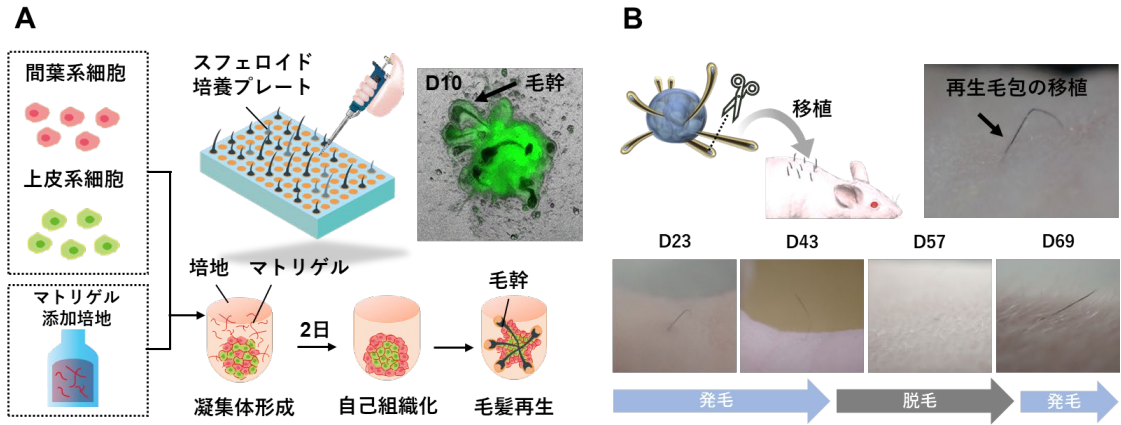 A
間葉系細胞
上皮系細胞
マトリゲル
添加培地
スフェロイド
培養プレート
D10
毛幹
培地
マトリゲル
2日
毛幹
凝集体形成
自己組織化
毛髪再生
B
移植
再生毛包の移植
D23
D43
D57
D69
発毛
脱毛
発毛